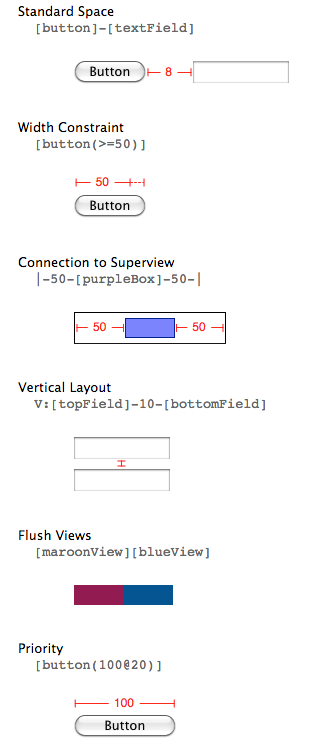 Standard Space
[button]-[textField]
Button 8
Width Constraint
[button(>=50)]
50
Button
Connection to Superview
|-50-[purpleBox]-50-|
50 50
Vertical Layout
V:[topField]-10-[bottomField]
Flush Views
[maroonView][blueView]
Priority
[button(100@20)]
100
Button